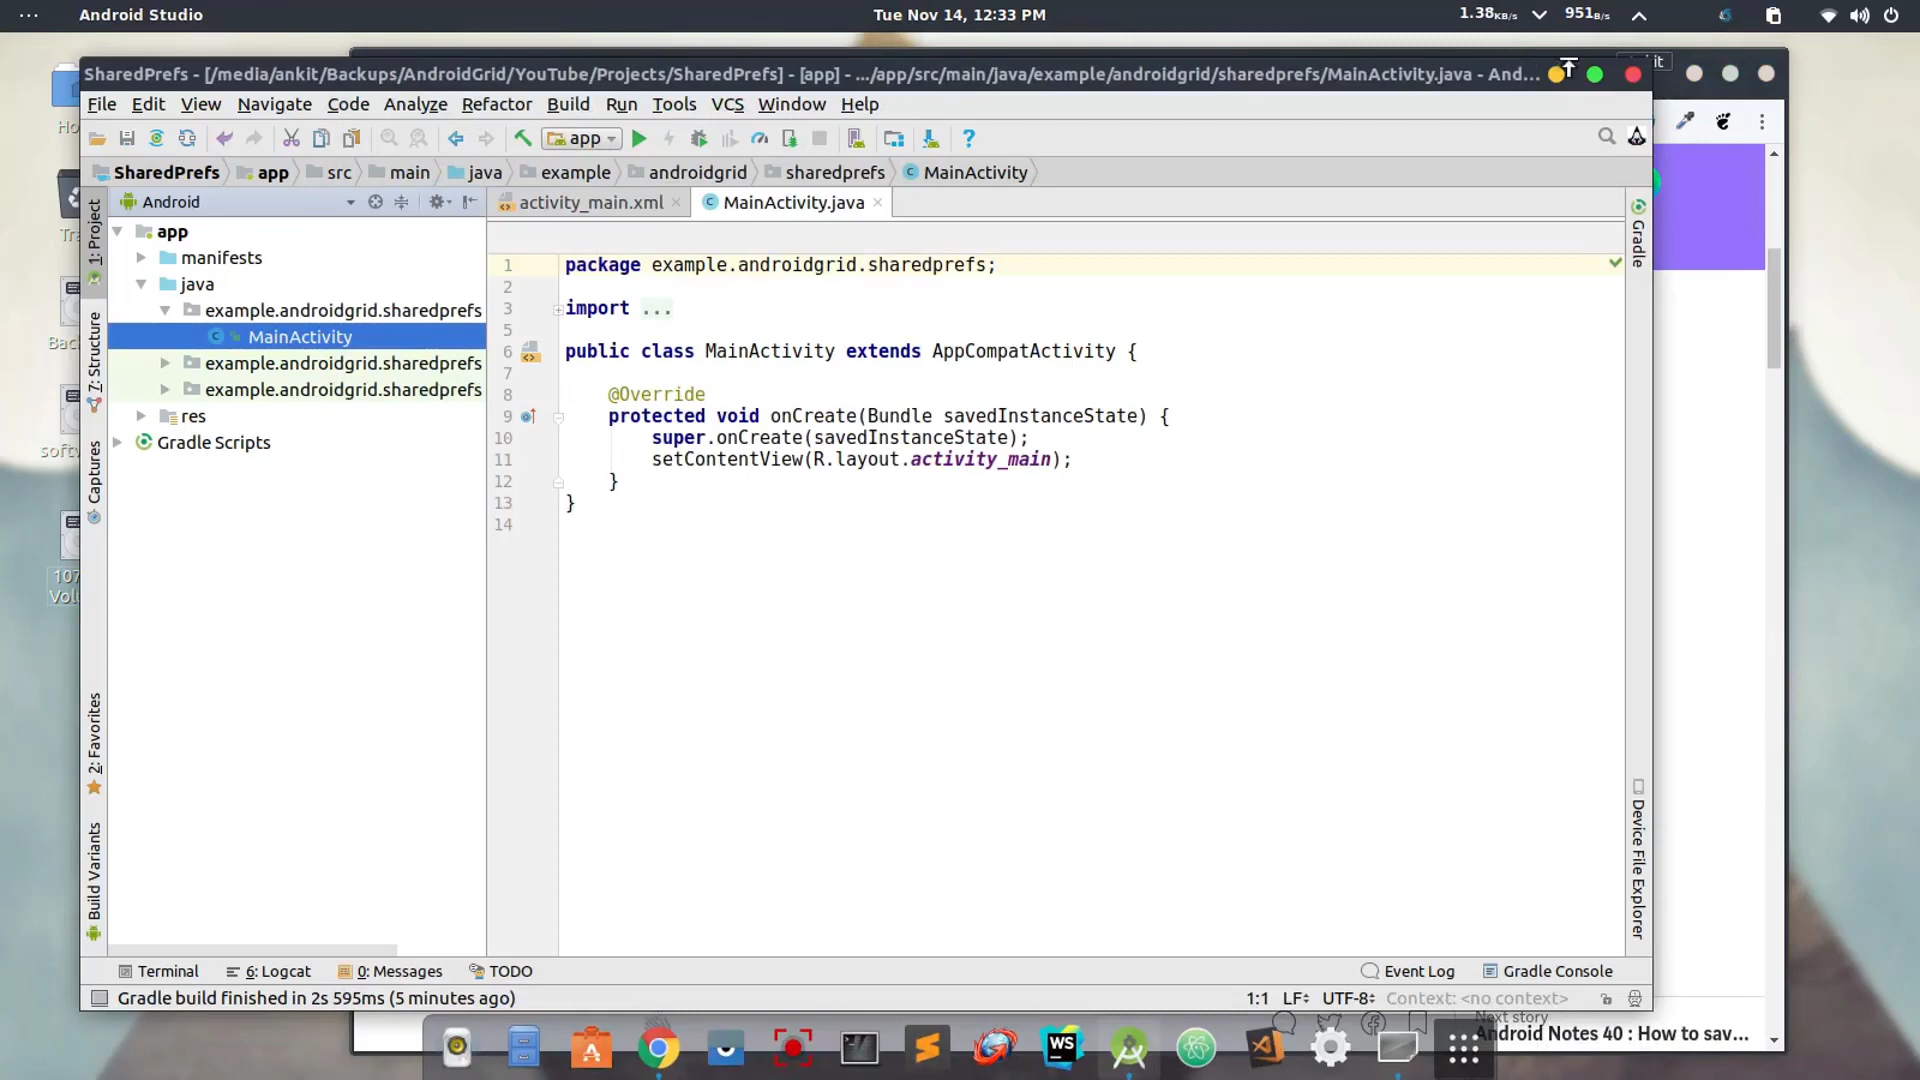 Android Studio
Tue Nov 14, 12:33 PM
1.38KB/s
951B/s
SharedPrefs - [/media/ankit/Backups/AndroidGrid/YouTube/Projects/SharedPrefs] - [app] - .../app/src/main/java/example/androidgrid/sharedprefs/MainActivity.java - And...
it
File Edit View Navigate Code Analyze Refactor Build Run Tools VCS Window Help
app
SharedPrefs app src main java example androidgrid sharedprefs MainActivity
Android
activity_main.xml
MainActivity.java
1: Project
7: Structure
Captures
2: Favorites
Build Variants
app
manifests
java
example.androidgrid.sharedprefs
MainActivity
example.androidgrid.sharedprefs
example.androidgrid.sharedprefs
res
Gradle Scripts
1 package example.androidgrid.sharedprefs;
2
3 import ...
5
6 public class MainActivity extends AppCompatActivity {
7
8 @Override
9 protected void onCreate(Bundle savedInstanceState) {
10 super.onCreate(savedInstanceState);
11 setContentView(R.layout.activity_main);
12 }
13 }
14
Gradle
Device File Explorer
Terminal 6: Logcat 0: Messages TODO
Event Log Gradle Console
Gradle build finished in 2s 595ms (5 minutes ago)
1:1 LF÷ UTF-8÷ Context: <no context>
Next story
Android Notes 40 : How to sav...
WS